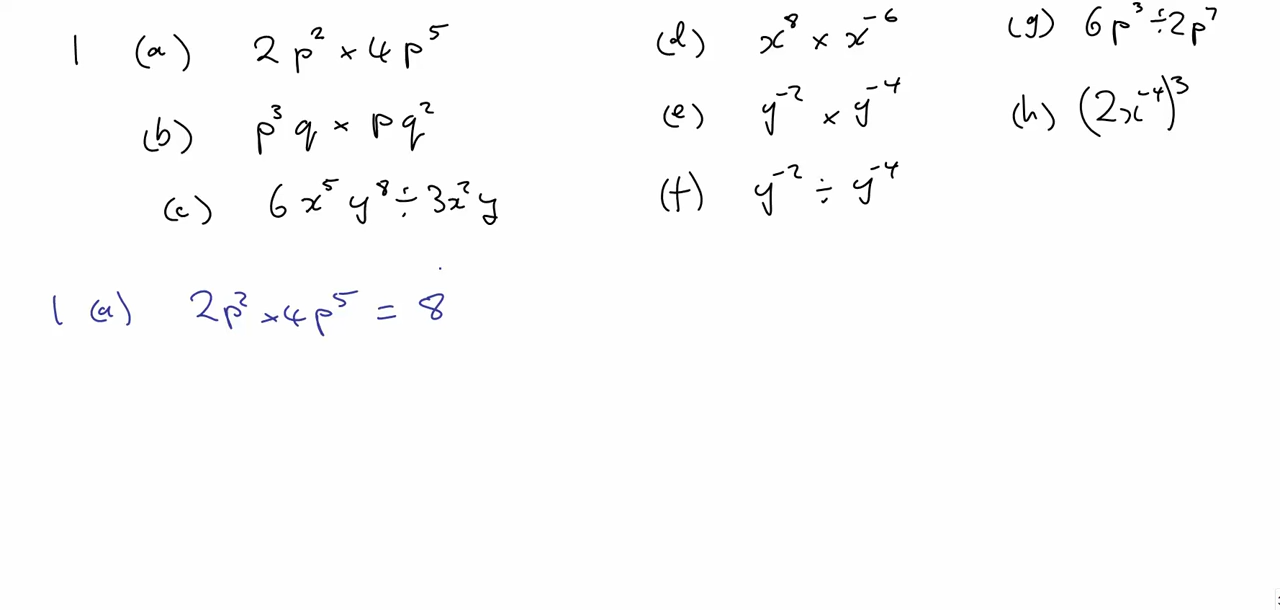 1 (a) 2p² × 4p⁵
(b) p³q × pq²
(c) 6x⁵y⁸ ÷ 3x²y
(d) x⁸ × x⁻⁶
(e) y⁻² × y⁻⁴
(f) y⁻² ÷ y⁻⁴
(g) 6p³ ÷ 2p⁷
(h) (2x⁻⁴)³
1 (a) 2p² × 4p⁵ = 8